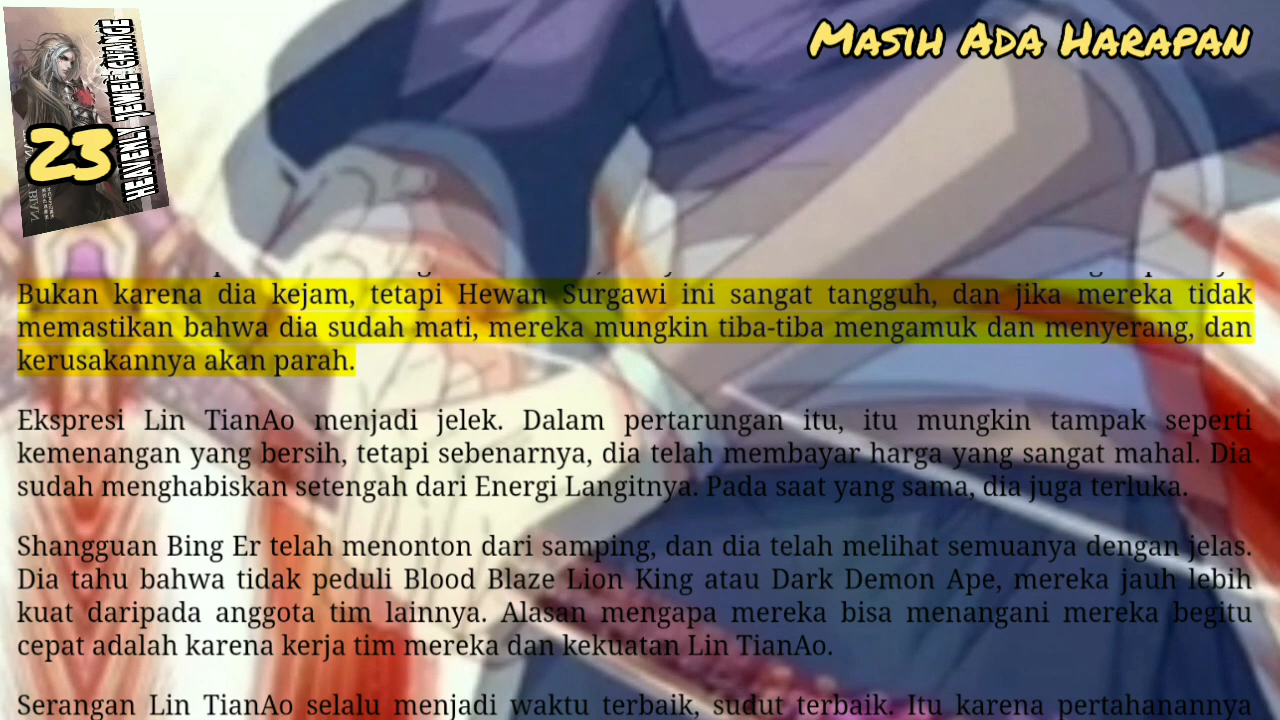 Masih Ada Harapan
HEAVENLY JEWEL CHANGE
23
Bukan karena dia kejam, tetapi Hewan Surgawi ini sangat tangguh, dan jika mereka tidak
memastikan bahwa dia sudah mati, mereka mungkin tiba-tiba mengamuk dan menyerang, dan
kerusakannya akan parah.
Ekspresi Lin TianAo menjadi jelek. Dalam pertarungan itu, itu mungkin tampak seperti
kemenangan yang bersih, tetapi sebenarnya, dia telah membayar harga yang sangat mahal. Dia
sudah menghabiskan setengah dari Energi Langitnya. Pada saat yang sama, dia juga terluka.
Shangguan Bing Er telah menonton dari samping, dan dia telah melihat semuanya dengan jelas.
Dia tahu bahwa tidak peduli Blood Blaze Lion King atau Dark Demon Ape, mereka jauh lebih
kuat daripada anggota tim lainnya. Alasan mengapa mereka bisa menangani mereka begitu
cepat adalah karena kerja tim mereka dan kekuatan Lin TianAo.
Serangan Lin TianAo selalu menjadi waktu terbaik, sudut terbaik. Itu karena pertahanannya